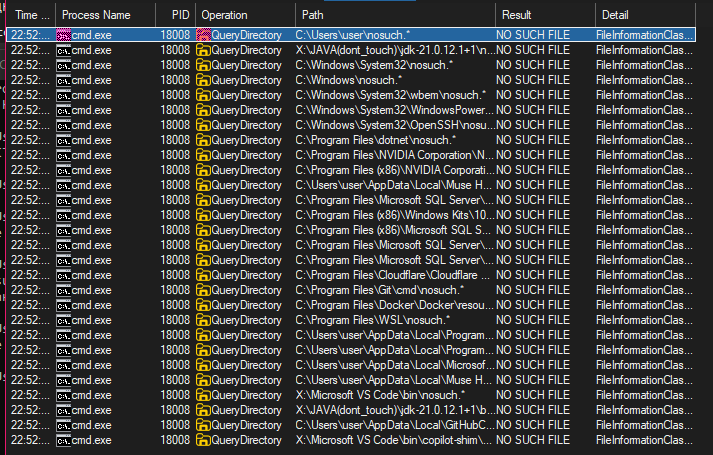 Time ... Process Name PID Operation Path Result Detail
22:52:... cmd.exe 18008 QueryDirectory C:\Users\user\nosuch.* NO SUCH FILE FileInformationClas...
22:52:... cmd.exe 18008 QueryDirectory X:\JAVA(dont_touch)\jdk-21.0.12.1+1\n... NO SUCH FILE FileInformationClas...
22:52:... cmd.exe 18008 QueryDirectory C:\Windows\System32\nosuch.* NO SUCH FILE FileInformationClas...
22:52:... cmd.exe 18008 QueryDirectory C:\Windows\nosuch.* NO SUCH FILE FileInformationClas...
22:52:... cmd.exe 18008 QueryDirectory C:\Windows\System32\wbem\nosuch.* NO SUCH FILE FileInformationClas...
22:52:... cmd.exe 18008 QueryDirectory C:\Windows\System32\WindowsPower... NO SUCH FILE FileInformationClas...
22:52:... cmd.exe 18008 QueryDirectory C:\Windows\System32\OpenSSH\nosu... NO SUCH FILE FileInformationClas...
22:52:... cmd.exe 18008 QueryDirectory C:\Program Files\dotnet\nosuch.* NO SUCH FILE FileInformationClas...
22:52:... cmd.exe 18008 QueryDirectory C:\Program Files\NVIDIA Corporation\N... NO SUCH FILE FileInformationClas...
22:52:... cmd.exe 18008 QueryDirectory C:\Program Files (x86)\NVIDIA Corporati... NO SUCH FILE FileInformationClas...
22:52:... cmd.exe 18008 QueryDirectory C:\Users\user\AppData\Local\Muse H... NO SUCH FILE FileInformationClas...
22:52:... cmd.exe 18008 QueryDirectory C:\Program Files\Microsoft SQL Server\... NO SUCH FILE FileInformationClas...
22:52:... cmd.exe 18008 QueryDirectory C:\Program Files (x86)\Windows Kits\10... NO SUCH FILE FileInformationClas...
22:52:... cmd.exe 18008 QueryDirectory C:\Program Files (x86)\Microsoft SQL S... NO SUCH FILE FileInformationClas...
22:52:... cmd.exe 18008 QueryDirectory C:\Program Files\Microsoft SQL Server\... NO SUCH FILE FileInformationClas...
22:52:... cmd.exe 18008 QueryDirectory C:\Program Files\Microsoft SQL Server\... NO SUCH FILE FileInformationClas...
22:52:... cmd.exe 18008 QueryDirectory C:\Program Files\Cloudflare\Cloudflare ... NO SUCH FILE FileInformationClas...
22:52:... cmd.exe 18008 QueryDirectory C:\Program Files\Git\cmd\nosuch.* NO SUCH FILE FileInformationClas...
22:52:... cmd.exe 18008 QueryDirectory C:\Program Files\Docker\Docker\resou... NO SUCH FILE FileInformationClas...
22:52:... cmd.exe 18008 QueryDirectory C:\Program Files\WSL\nosuch.* NO SUCH FILE FileInformationClas...
22:52:... cmd.exe 18008 QueryDirectory C:\Users\user\AppData\Local\Program... NO SUCH FILE FileInformationClas...
22:52:... cmd.exe 18008 QueryDirectory C:\Users\user\AppData\Local\Program... NO SUCH FILE FileInformationClas...
22:52:... cmd.exe 18008 QueryDirectory C:\Users\user\AppData\Local\Microsof... NO SUCH FILE FileInformationClas...
22:52:... cmd.exe 18008 QueryDirectory C:\Users\user\AppData\Local\Muse H... NO SUCH FILE FileInformationClas...
22:52:... cmd.exe 18008 QueryDirectory X:\Microsoft VS Code\bin\nosuch.* NO SUCH FILE FileInformationClas...
22:52:... cmd.exe 18008 QueryDirectory X:\JAVA(dont_touch)\jdk-21.0.12.1+1\b... NO SUCH FILE FileInformationClas...
22:52:... cmd.exe 18008 QueryDirectory C:\Users\user\AppData\Local\GitHubC... NO SUCH FILE FileInformationClas...
22:52:... cmd.exe 18008 QueryDirectory X:\Microsoft VS Code\bin\copilot-shim\... NO SUCH FILE FileInformationClas...